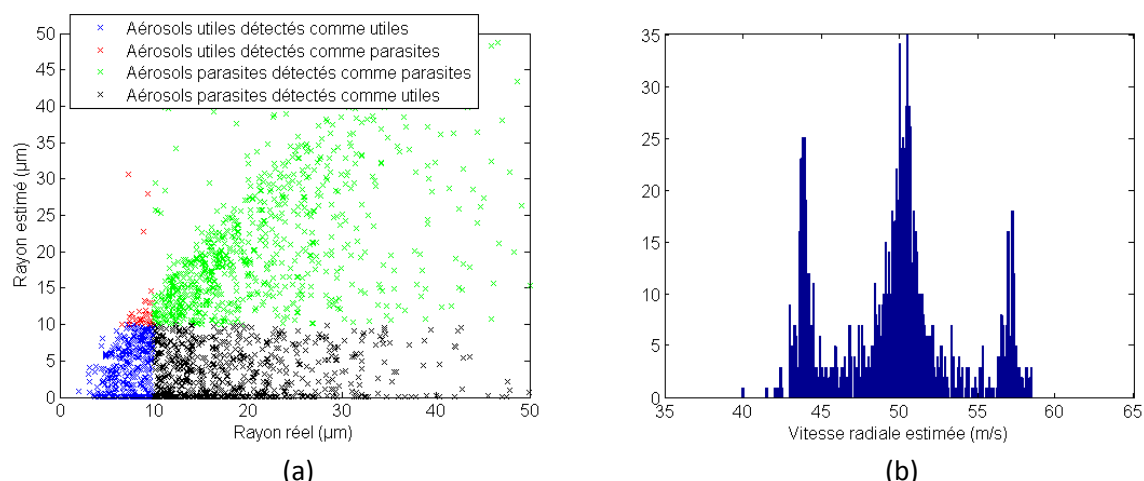 Aérosols utiles détectés comme utiles
Aérosols utiles détectés comme parasites
Aérosols parasites détectés comme parasites
Aérosols parasites détectés comme utiles
50
45
40
35
30
25
20
15
10
5
0
Rayon estimé (µm)
0 10 20 30 40 50
Rayon réel (µm)
(a)
35
30
25
20
15
10
5
0
35 40 45 50 55 60 65
Vitesse radiale estimée (m/s)
(b)